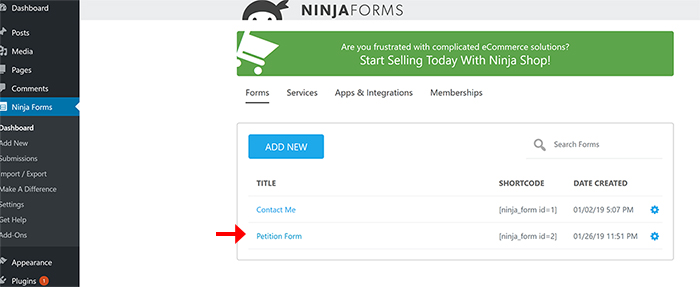 Dashboard
Posts
Media
Pages
Comments
Ninja Forms
Dashboard
Add New
Submissions
Import / Export
Make A Difference
Settings
Get Help
Add-Ons
Appearance
Plugins 1
NINJAFORMS
Are you frustrated with complicated eCommerce solutions?
Start Selling Today With Ninja Shop!
Forms Services Apps & Integrations Memberships
ADD NEW Search Forms
TITLE SHORTCODE DATE CREATED
Contact Me [ninja_form id=1] 01/02/19 5:07 PM
Petition Form [ninja_form id=2] 01/26/19 11:51 PM